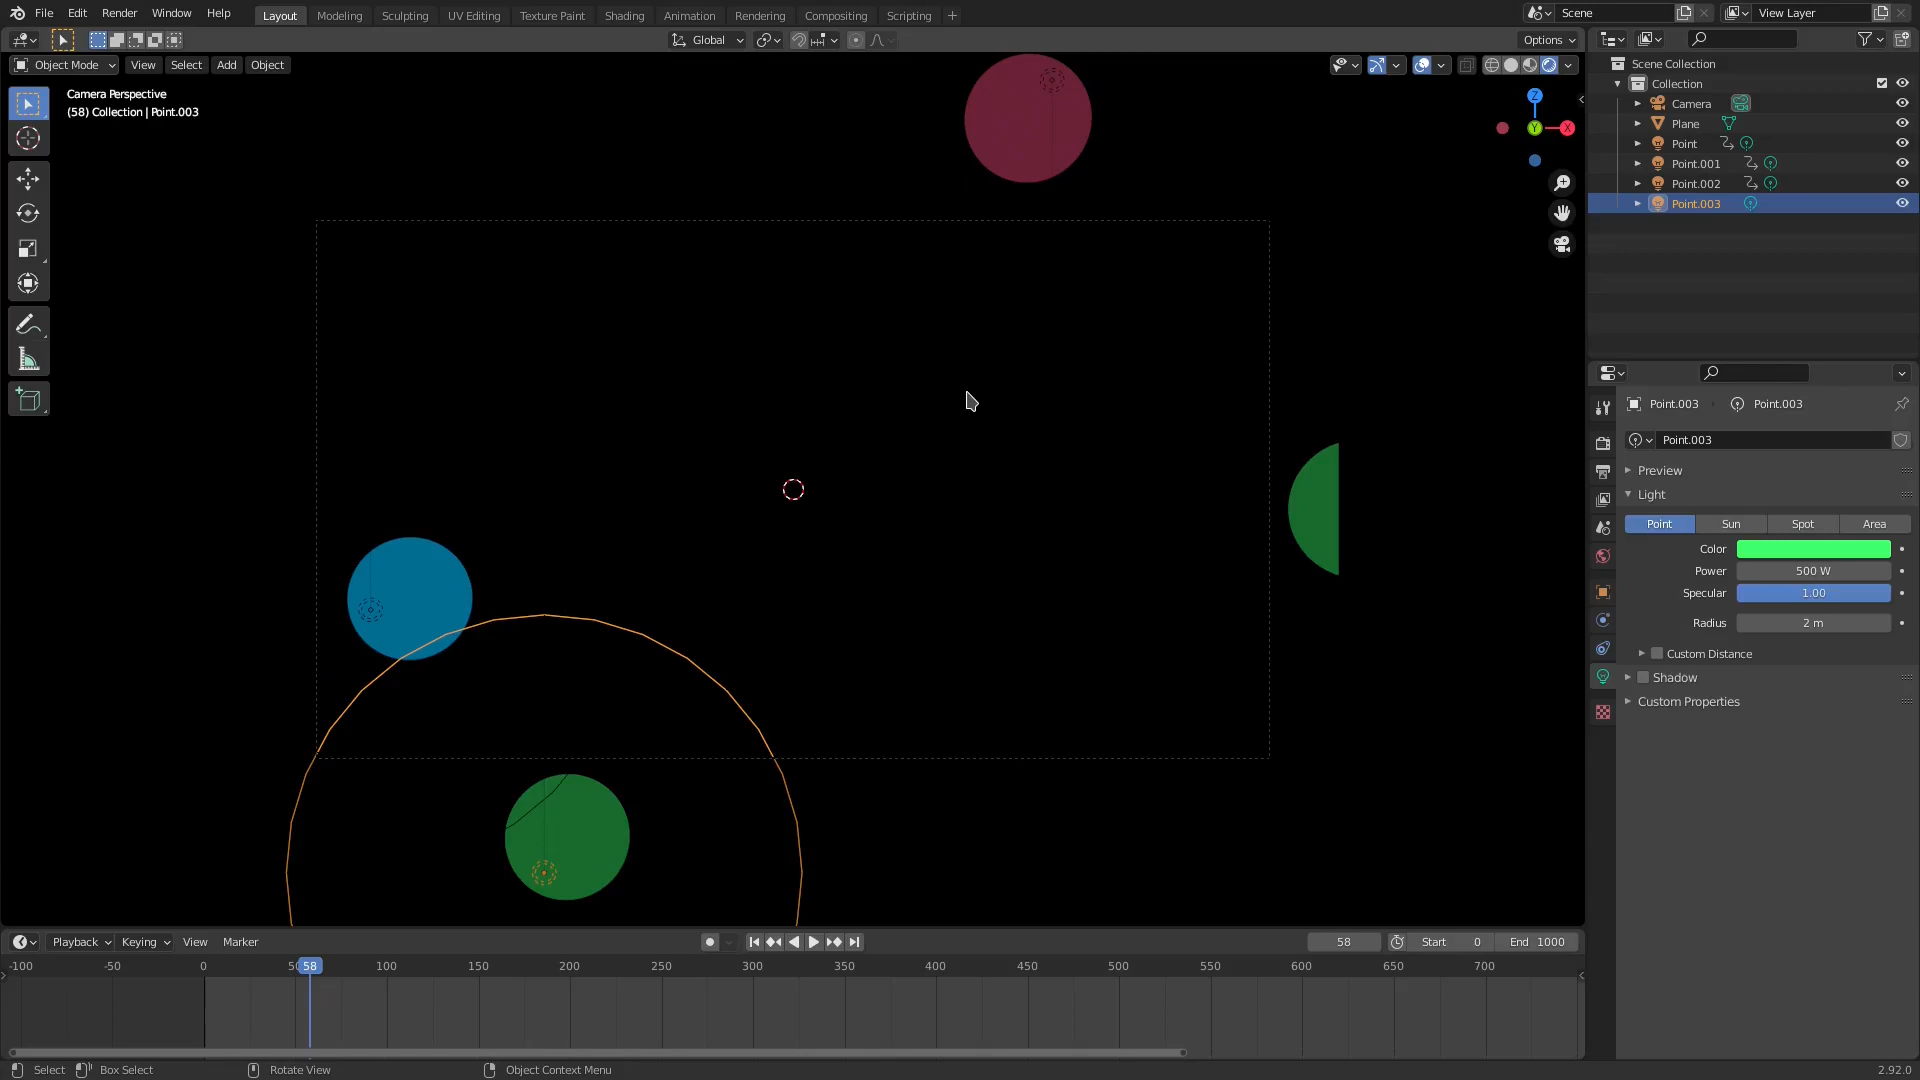 File Edit Render Window Help Layout Modeling Sculpting UV Editing Texture Paint Shading Animation Rendering Compositing Scripting + Scene View Layer
Global Options
Object Mode View Select Add Object
Camera Perspective
(58) Collection | Point.003
Z
Y
X
Scene Collection
Collection
Camera
Plane
Point
Point.001
Point.002
Point.003
Point.003 Point.003
Point.003
Preview
Light
Point Sun Spot Area
Color
Power 500 W
Specular 1.00
Radius 2 m
Custom Distance
Shadow
Custom Properties
Playback Keying View Marker 58 Start 0 End 1000
-100 -50 0 50 58 100 150 200 250 300 350 400 450 500 550 600 650 700
Select Box Select Rotate View Object Context Menu 2.92.0